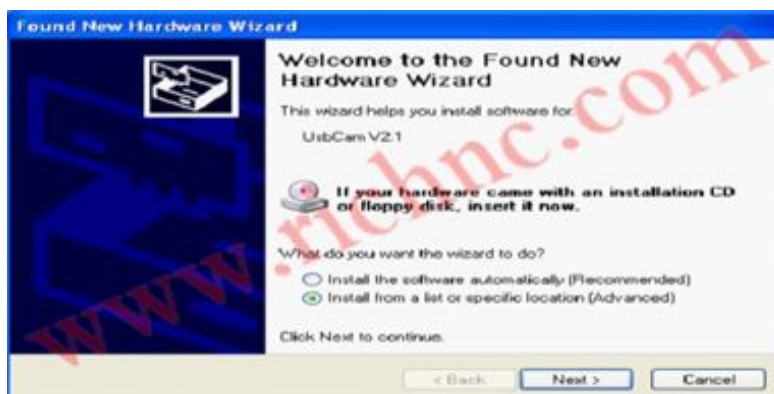 Found New Hardware Wizard
Welcome to the Found New
Hardware Wizard
This wizard helps you install software for:
UsbCam V2.1
If your hardware came with an installation CD
or floppy disk, insert it now.
What do you want the wizard to do?
Install the software automatically (Recommended)
Install from a list or specific location (Advanced)
Click Next to continue.
< Back
Next >
Cancel
www.richnc.com